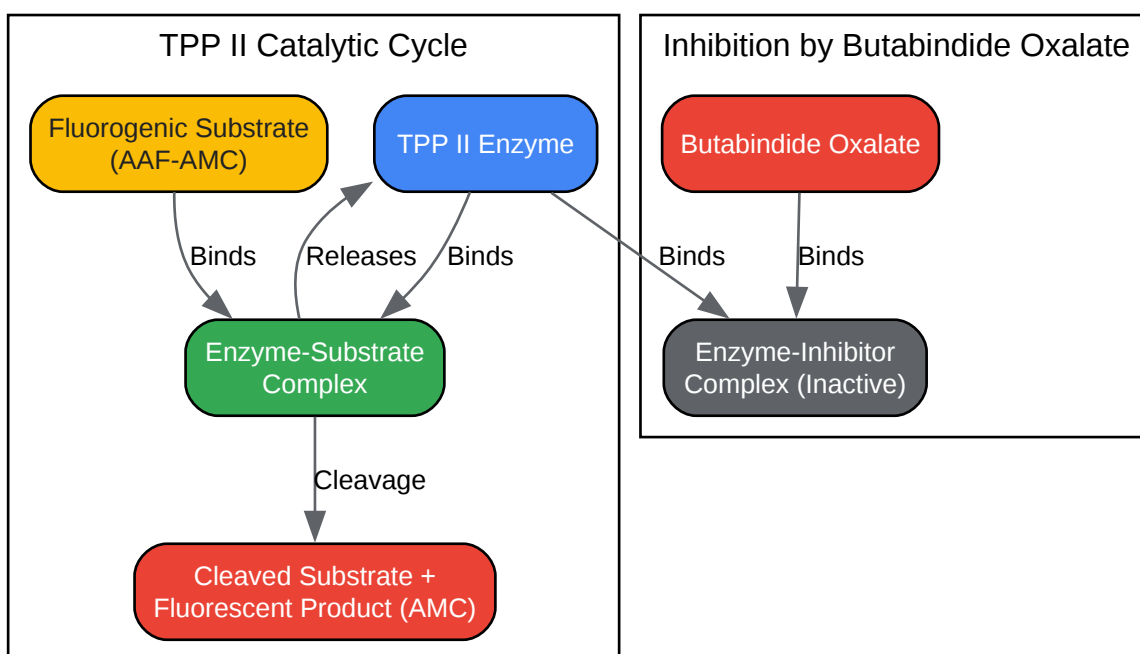 TPP II Catalytic Cycle
Inhibition by Butabindide Oxalate
Fluorogenic Substrate
(AAF-AMC)
TPP II Enzyme
Butabindide Oxalate
Binds
Releases
Binds
Binds
Binds
Enzyme-Substrate
Complex
Enzyme-Inhibitor
Complex (Inactive)
Cleavage
Cleaved Substrate +
Fluorescent Product (AMC)